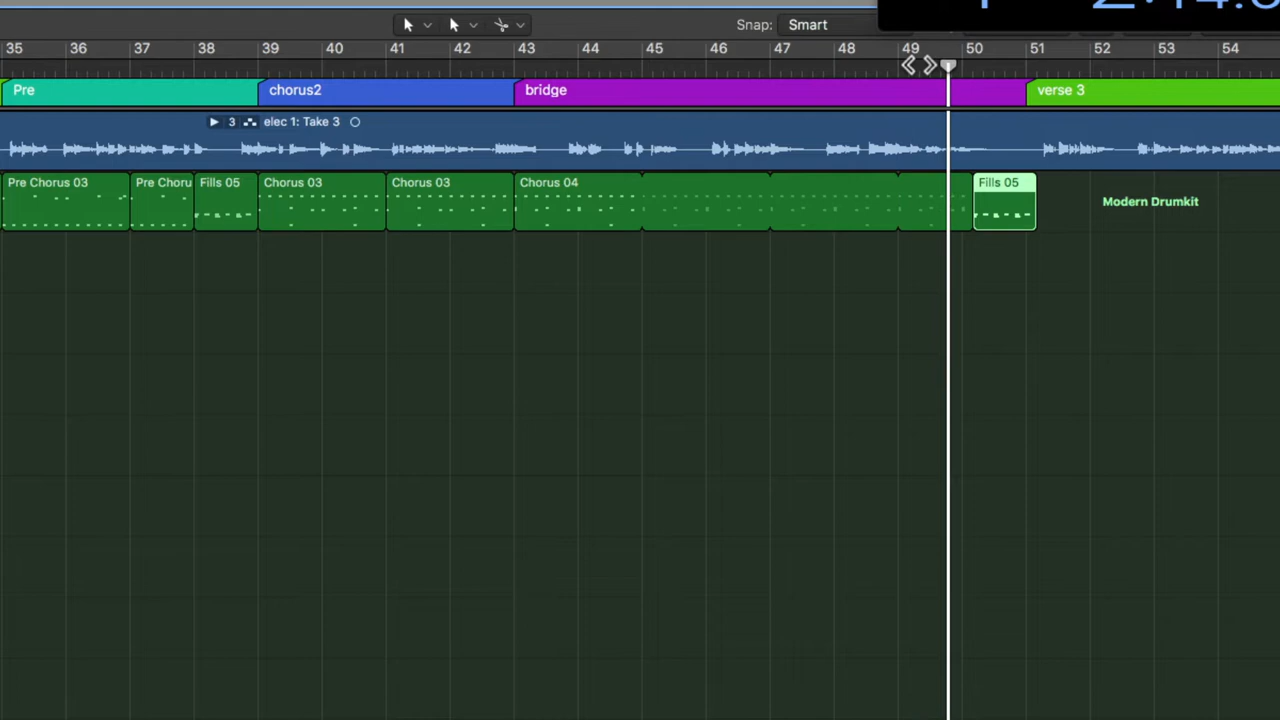 Snap: Smart
35 36 37 38 39 40 41 42 43 44 45 46 47 48 49 50 51 52 53 54
Pre chorus2 bridge verse 3
3 elec 1: Take 3
Pre Chorus 03 Pre Choru Fills 05 Chorus 03 Chorus 03 Chorus 04 Fills 05
Modern Drumkit